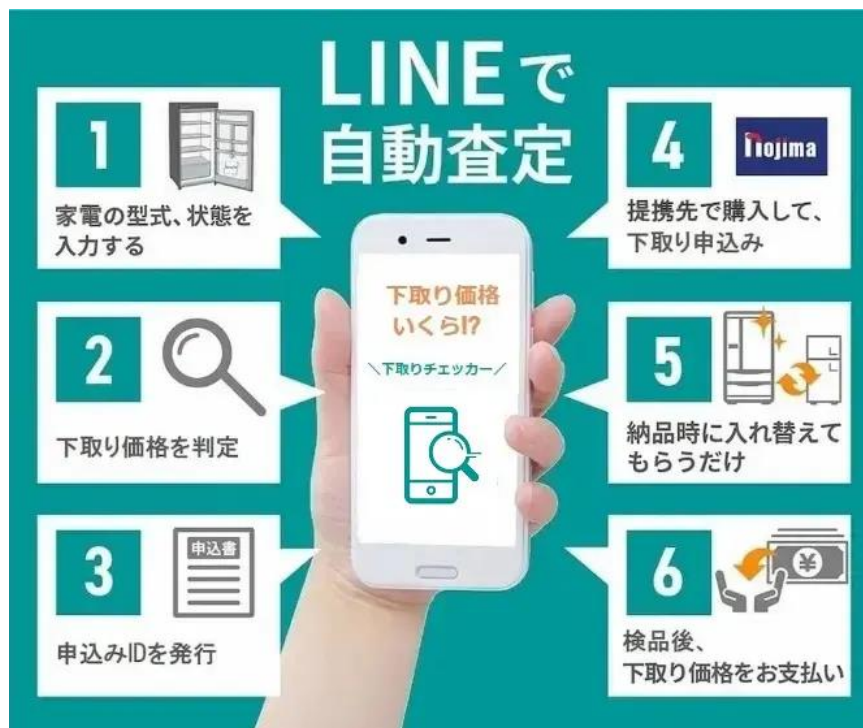 LINEで
自動査定
1
家電の型式、状態を
入力する
2
下取り価格を判定
3
申込書
申込みIDを発行
下取り価格
いくら!?
＼下取りチェッカー／
4
nojima
提携先で購入して、
下取り申込み
5
納品時に入れ替えて
もらうだけ
6
¥
検品後、
下取り価格をお支払い